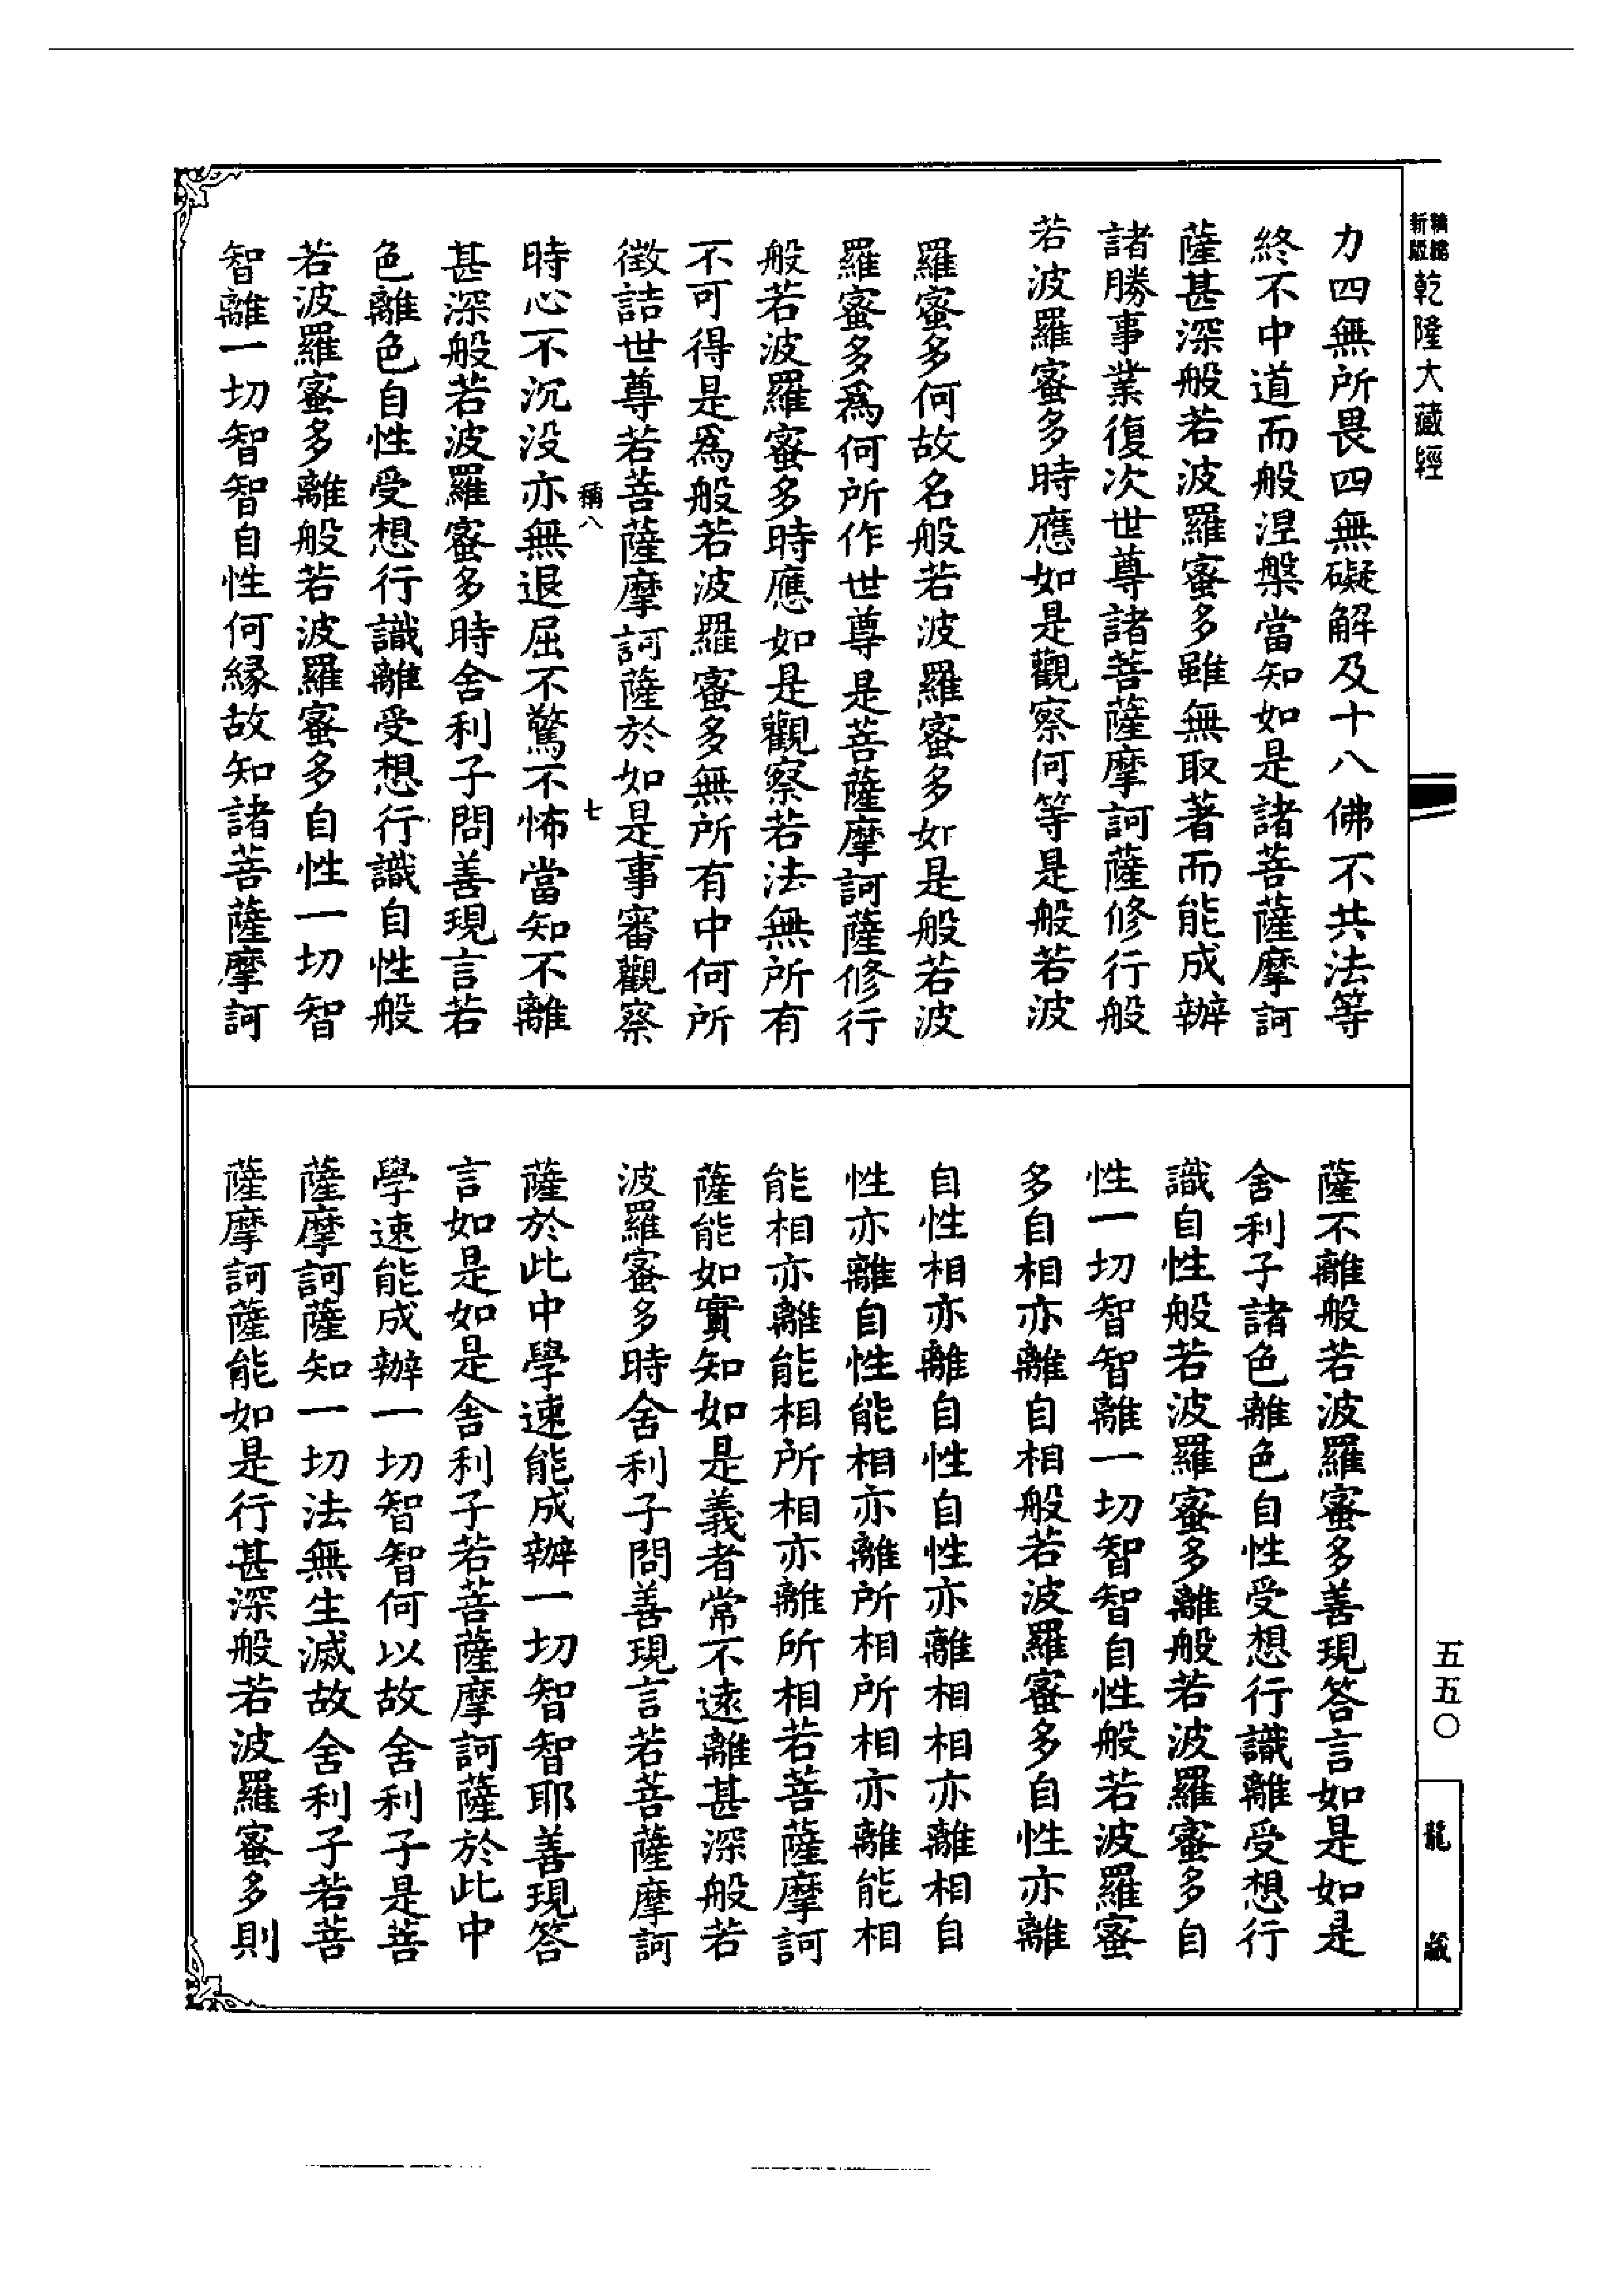 精縮
新版
乾隆大藏經
力四無所畏四無礙解及十八佛不共法等
終不中道而般涅槃當知如是諸菩薩摩訶
薩甚深般若波羅蜜多雖無取著而能成辦
諸勝事業復次世尊諸菩薩摩訶薩修行般
若波羅蜜多時應如是觀察何等是般若波
羅蜜多何故名般若波羅蜜多如是般若波
羅蜜多爲何所作世尊是菩薩摩訶薩修行
般若波羅蜜多時應如是觀察若法無所有
不可得是爲般若波羅蜜多無所有中何所
徵詰世尊若菩薩摩訶薩於如是事審觀察
稱八
七
時心不沉没亦無退屈不驚不怖當知不離
甚深般若波羅蜜多時舍利子問善現言若
色離色自性受想行識離受想行識自性般
若波羅蜜多離般若波羅蜜多自性一切智
智離一切智智自性何緣故知諸菩薩摩訶
薩不離般若波羅蜜多善現答言如是如是
舍利子諸色離色自性受想行識離受想行
識自性般若波羅蜜多離般若波羅蜜多自
性一切智智離一切智智自性般若波羅蜜
多自相亦離自相般若波羅蜜多自性亦離
自性相亦離自性自性亦離相相亦離相自
性亦離自性能相亦離所相所相亦離能相
能相亦離能相所相亦離所相若菩薩摩訶
薩能如實知如是義者常不遠離甚深般若
波羅蜜多時舍利子問善現言若菩薩摩訶
薩於此中學速能成辦一切智智耶善現答
言如是如是舍利子若菩薩摩訶薩於此中
學速能成辦一切智智何以故舍利子是菩
薩摩訶薩知一切法無生滅故舍利子若菩
薩摩訶薩能如是行甚深般若波羅蜜多則
五五〇
龍藏